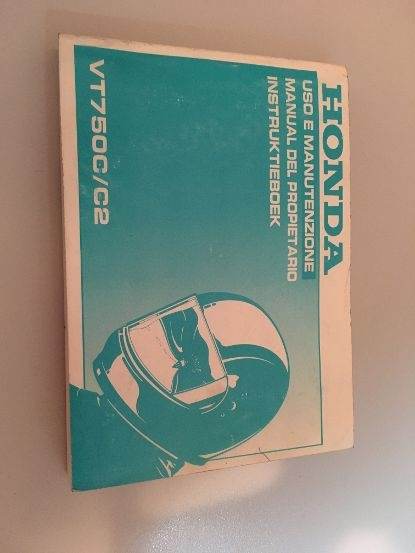 HONDA
USO E MANUTENZIONE
MANUAL DEL PROPIETARIO
INSTRUKTIEBOEK
VT750C/C2